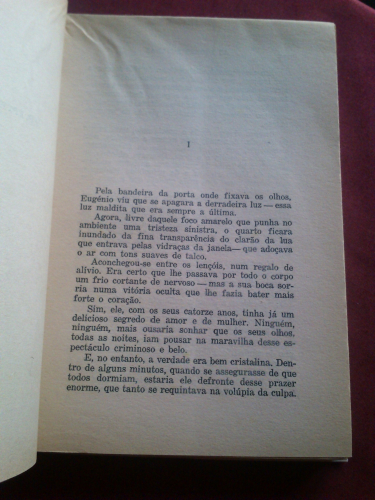 I
Pela bandeira da porta onde fixava os olhos,
Eugénio viu que se apagara a derradeira luz — essa
luz maldita que era sempre a última.
Agora, livre daquele foco amarelo que punha no
ambiente uma tristeza sinistra, o quarto ficara
inundado da fina transparência do clarão da lua
que entrava pelas vidraças da janela — que adoçava
o ar com tons suaves de talco.
Aconchegou-se entre os lençóis, num regulo de
alívio. Era certo que lhe passava por todo o corpo
um frio cortante de nervoso — mas a sua boca sor-
ria numa vitória oculta que lhe fazia bater mais
forte o coração.
Sim, ele, com os seus catorze anos, tinha já um
delicioso segredo de amor e de mulher. Ninguém,
ninguém, mais ousaria sonhar que os seus olhos,
todas as noites, iam pousar na maravilha desse es-
pectáculo criminoso e belo.
E, no entanto, a verdade era bem cristalina. Den-
tro de alguns minutos, quando se assegurasse de que
todos dormiam, estaria ele defronte desse prazer
enorme, que tanto se requintava na volúpia da culpa.